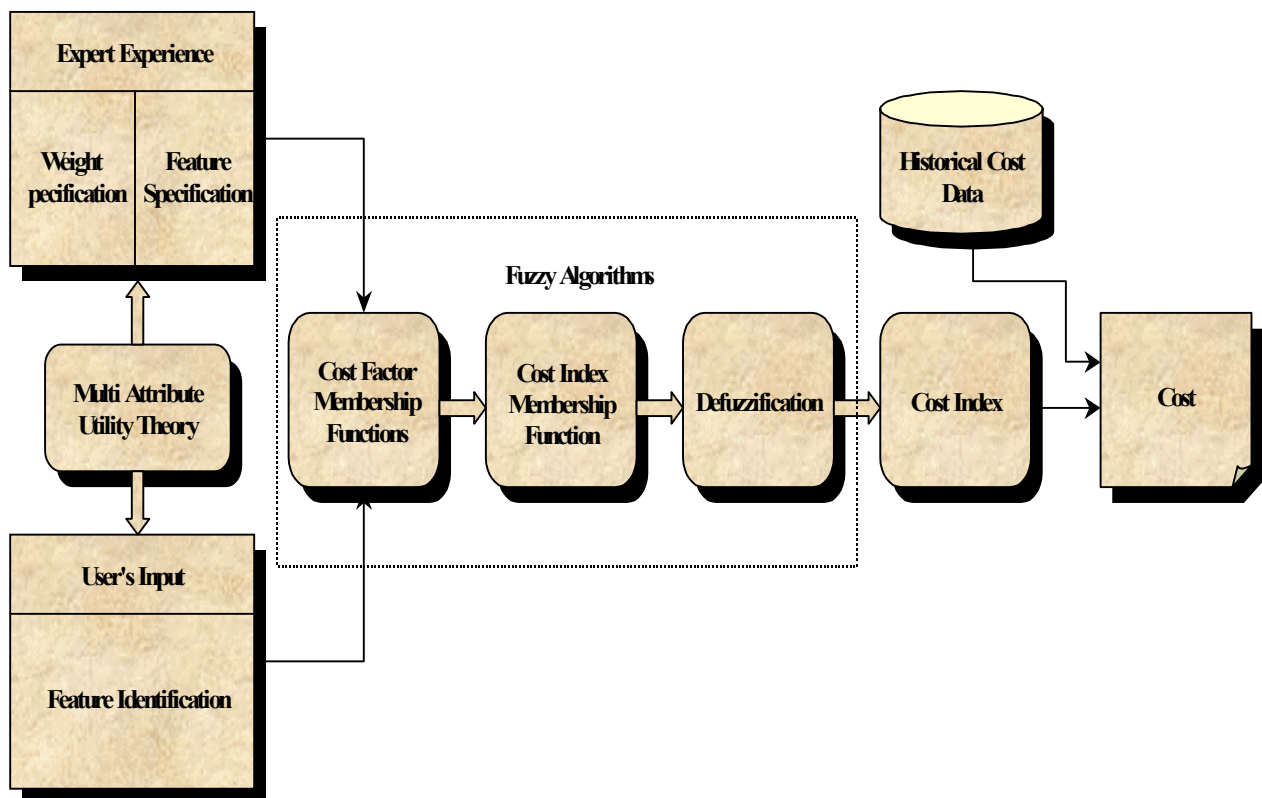 Expert Experience
Weight
pecification
Feature
Specification
Historical Cost
Data
Fuzzy Algorithms
Multi Attribute
Utility Theory
Cost Factor
Membership
Functions
Cost Index
Membership
Function
Defuzzification
Cost Index
Cost
User's Input
Feature Identification